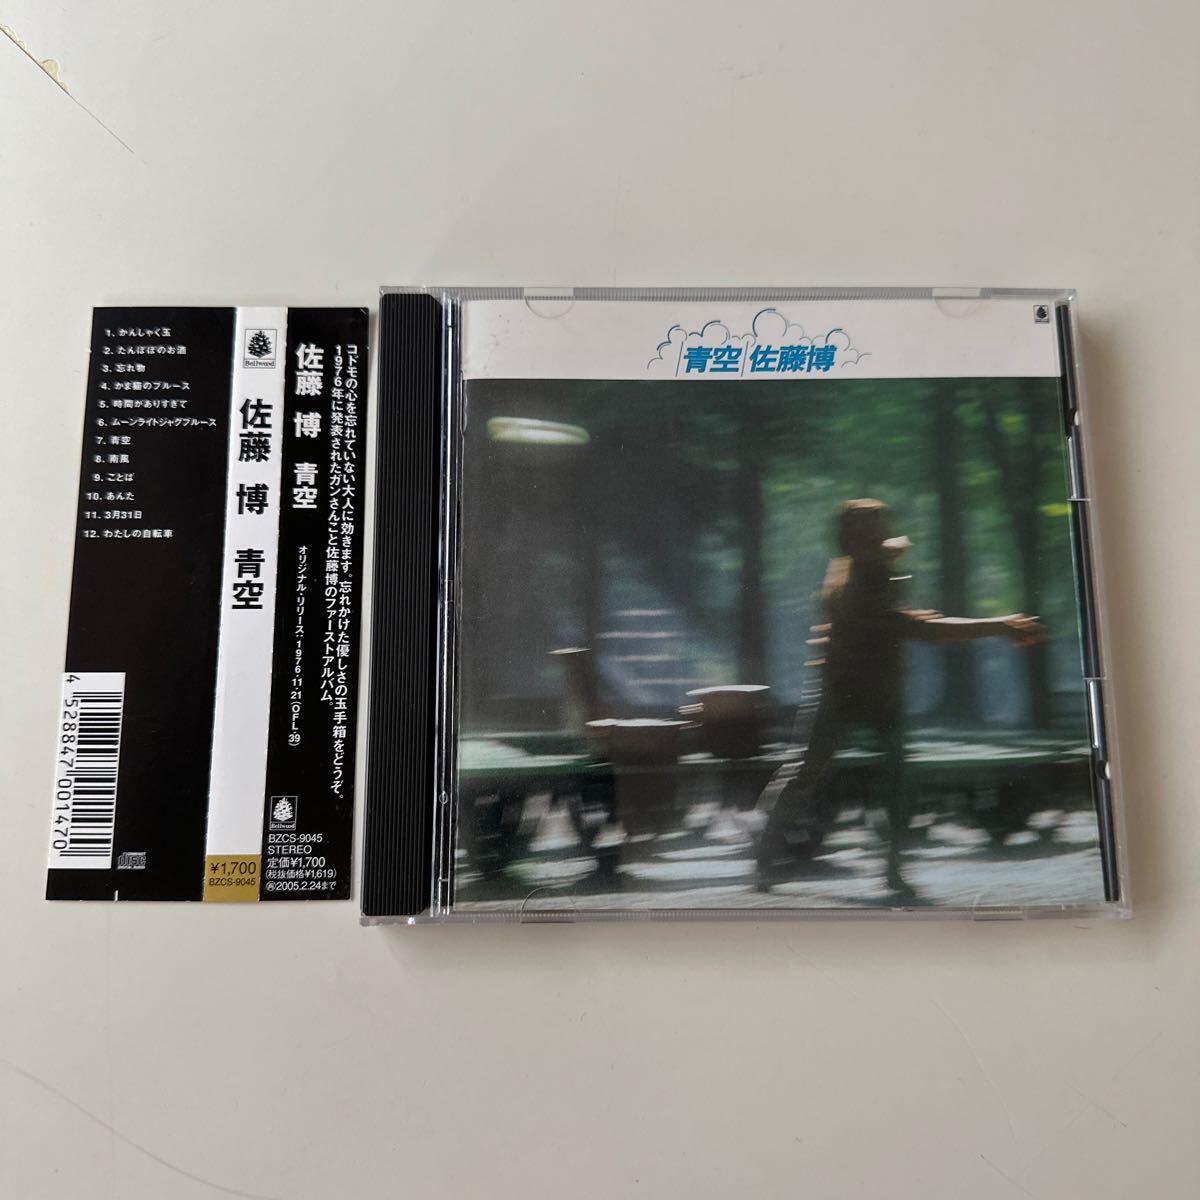 1. かんしゃく玉
2. たんぽぽのお酒
3. 忘れ物
4. かま猫のブルース
5. 時間がありすぎて
6. ムーンライトジャグブルース
7. 青空
8. 南風
9. ことば
10. あんた
11. 3月31日
12. わたしの自転車
4 528847 001470
COMPACT
disc
DIGITAL AUDIO
Bellwood
佐藤 博 青空
¥1,700
BZCS-9045
佐藤 博 青空
オリジナル・リリース:1976.11.21(OFL-39)
コドモの心を忘れていない大人に効きます。忘れかけた優しさの玉手箱をどうぞ。
1976年に発表されたガンさんこと佐藤博のファーストアルバム。
Bellwood
BZCS-9045
STEREO
定価¥1,700
(税抜価格¥1,619)
2005.2.24まで
青空 佐藤博